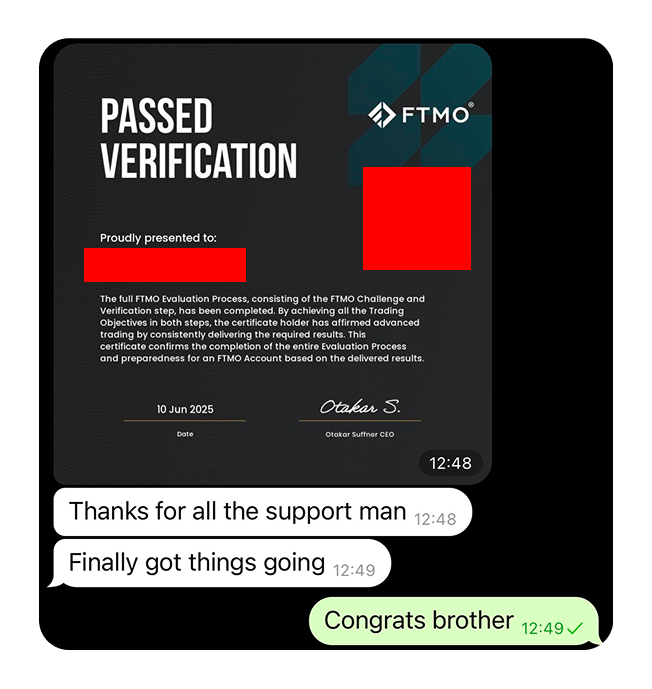 PASSED
VERIFICATION
FTMO®
Proudly presented to:
The full FTMO Evaluation Process, consisting of the FTMO Challenge and
Verification step, has been completed. By achieving all the Trading
Objectives in both steps, the certificate holder has affirmed advanced
trading by consistently delivering the required results. This
certificate confirms the completion of the entire Evaluation Process
and preparedness for an FTMO Account based on the delivered results.
10 Jun 2025
Otakar S.
Date
Otakar Suffner CEO
12:48
Thanks for all the support man 12:48
Finally got things going 12:49
Congrats brother 12:49